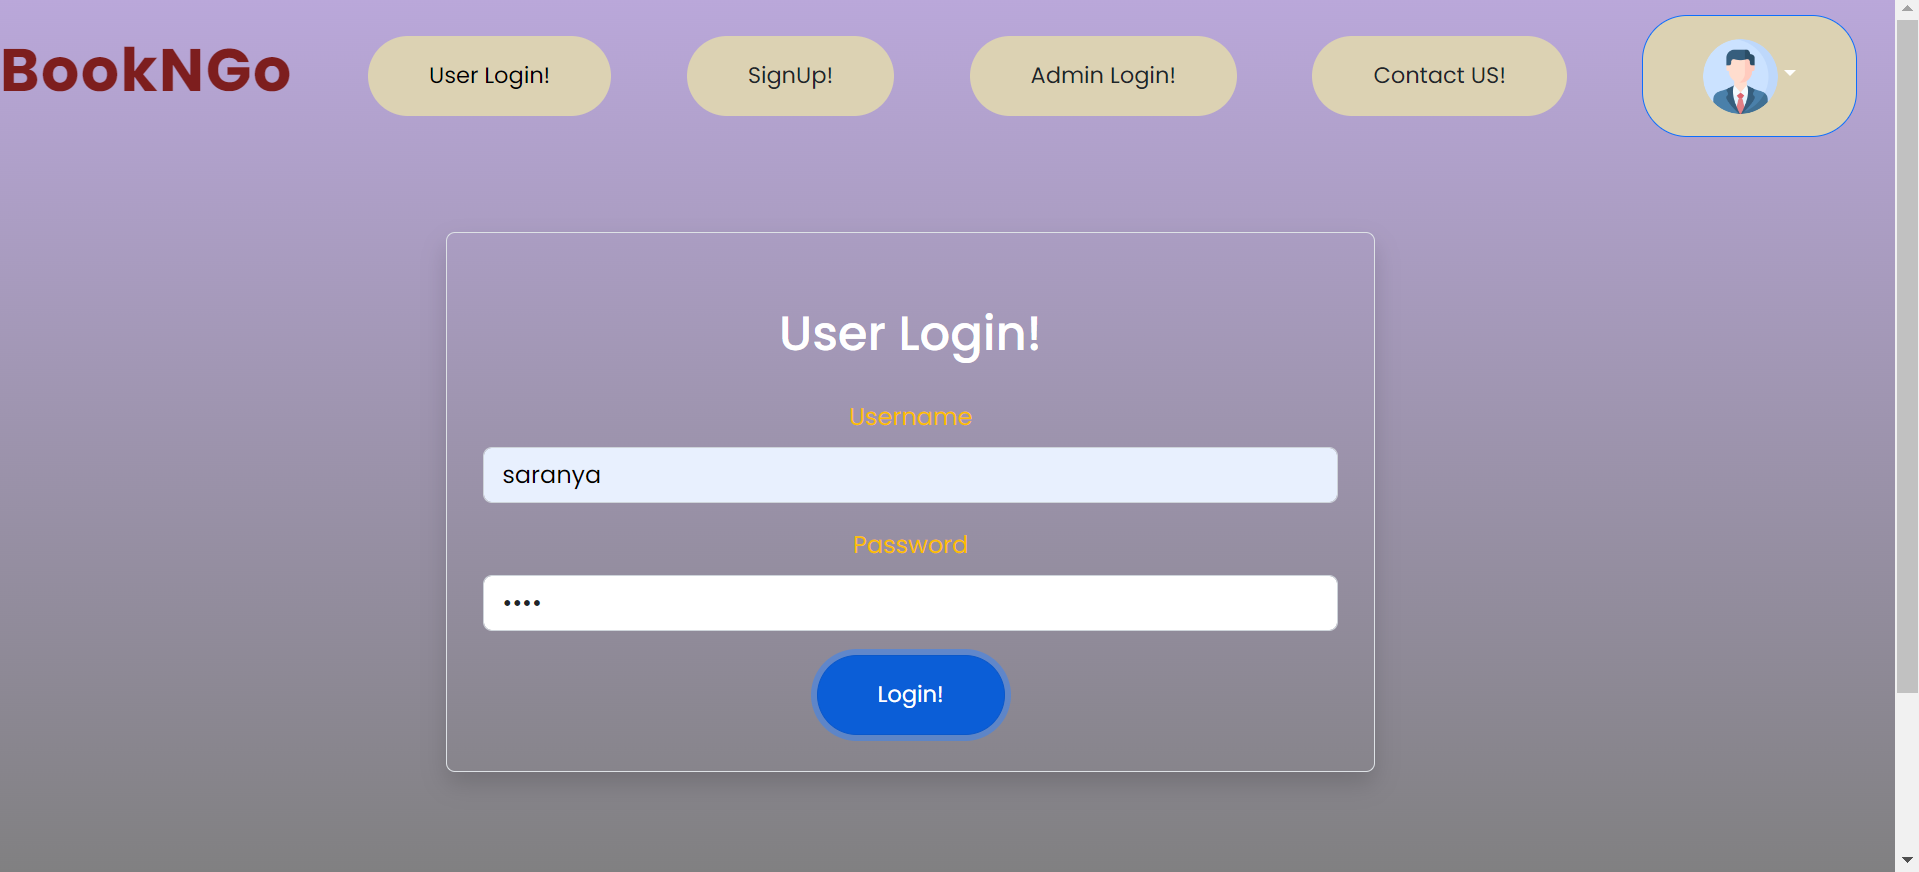 BookNGo
User Login!
SignUp!
Admin Login!
Contact US!
User Login!
Username
saranya
Password
••••
Login!